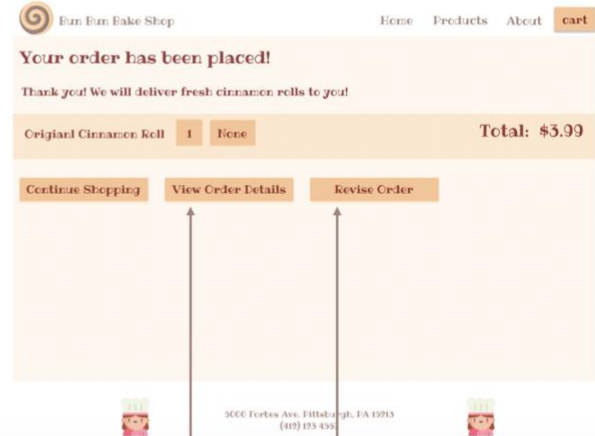 Bun Bun Bake Shop Home Products About cart
Your order has been placed!
Thank you! We will deliver fresh cinnamon rolls to you!
Origianl Cinnamon Roll 1 None Total: $3.99
Continue Shopping View Order Details Revise Order
5000 Forbes Ave. Pittsburgh, PA 15213